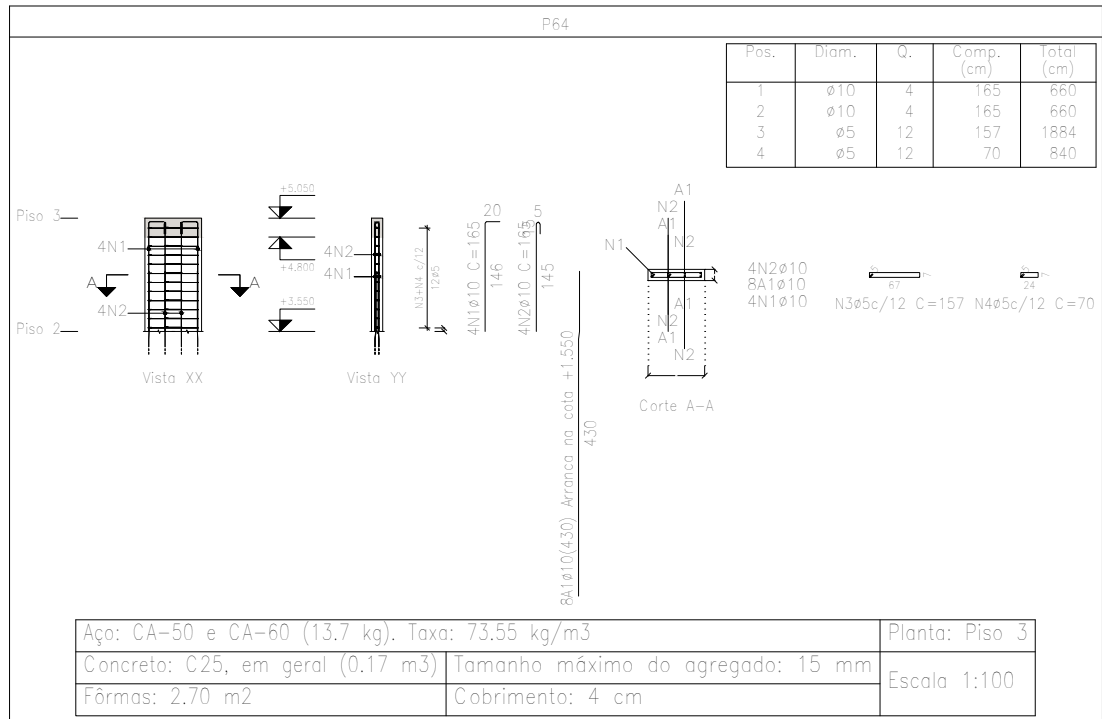 P64
Pos. Diam. Q. Comp. (cm) Total (cm)
1 ø10 4 165 660
2 ø10 4 165 660
3 ø5 12 157 1884
4 ø5 12 70 840
Piso 3
Piso 2
4N1
4N2
A
A
Vista XX
+5.050
+4.800
+3.550
4N2
4N1
N3+N4 c/12
12ø5
Vista YY
4N1ø10 C=165
146
20
4N2ø10 C=165
145
5
8A1ø10(430) Arranca na cota +1.550
430
A1
N2
A1
N2
N1
A1
N2
A1
N2
Corte A-A
4N2ø10
8A1ø10
4N1ø10
67
7
N3ø5c/12 C=157
24
7
N4ø5c/12 C=70
Aço: CA-50 e CA-60 (13.7 kg). Taxa: 73.55 kg/m3
Planta: Piso 3
Concreto: C25, em geral (0.17 m3)
Tamanho máximo do agregado: 15 mm
Escala 1:100
Fôrmas: 2.70 m2
Cobrimento: 4 cm